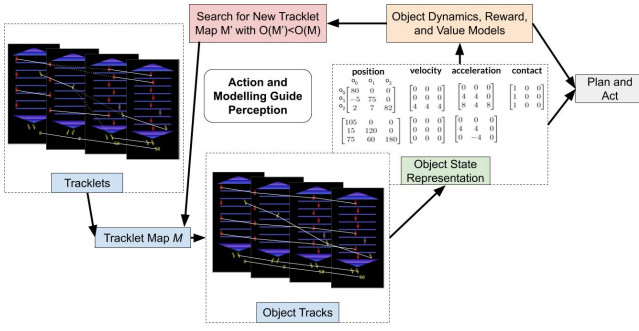 Search for New Tracklet
Map M' with O(M')<O(M)
Object Dynamics, Reward,
and Value Models
Plan and
Act
Action and
Modelling Guide
Perception
position velocity acceleration contact
o₀ o₁ o₂
o₀ 80 0 0 0 0 0 0 0 0 1 0 0
o₁ −5 75 0 0 0 0 4 4 0 1 0 0
o₂ 2 7 82 4 4 4 8 4 8 1 0 0
105 0 0 0 0 0 0 0 0
15 120 0 0 0 0 4 4 0
75 60 180 0 0 0 0 −4 0
Object State
Representation
Tracklets
Tracklet Map M
Object Tracks